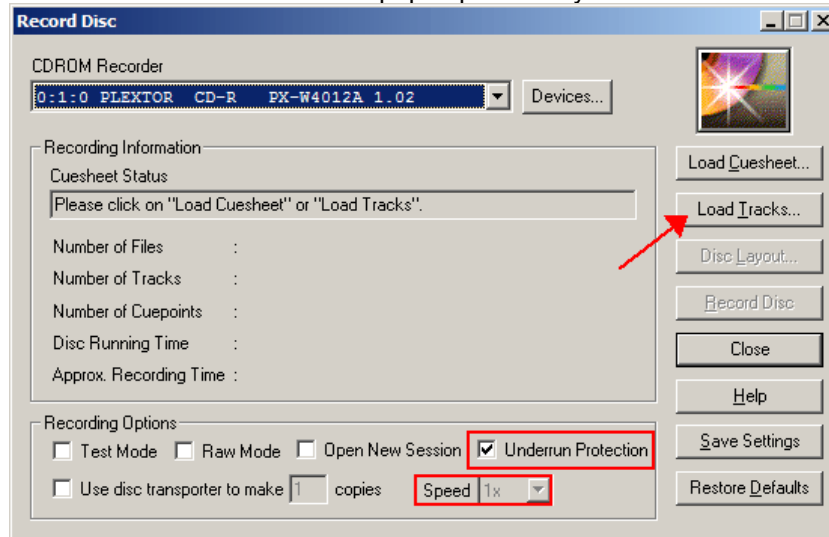 Record Disc
CDROM Recorder
0:1:0 PLEXTOR CD-R PX-W4012A 1.02
Devices...
Recording Information
Cuesheet Status
Please click on "Load Cuesheet" or "Load Tracks".
Number of Files :
Number of Tracks :
Number of Cuepoints :
Disc Running Time :
Approx. Recording Time :
Load Cuesheet...
Load Tracks...
Disc Layout...
Record Disc
Close
Help
Save Settings
Restore Defaults
Recording Options
Test Mode Raw Mode Open New Session Underrun Protection
Use disc transporter to make 1 copies Speed 1x